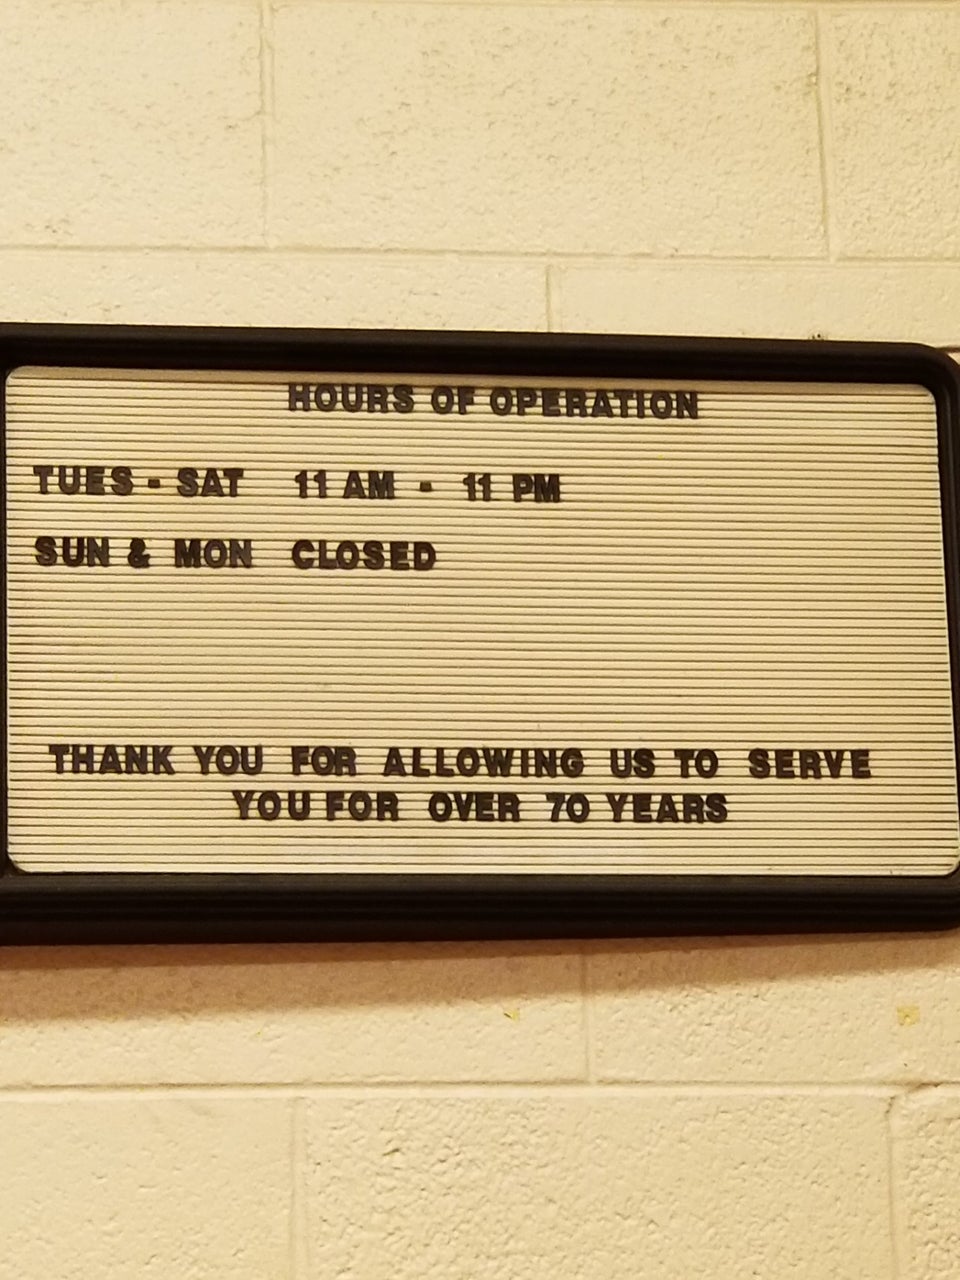 HOURS OF OPERATION
TUES - SAT 11 AM - 11 PM
SUN & MON CLOSED
THANK YOU FOR ALLOWING US TO SERVE
YOU FOR OVER 70 YEARS